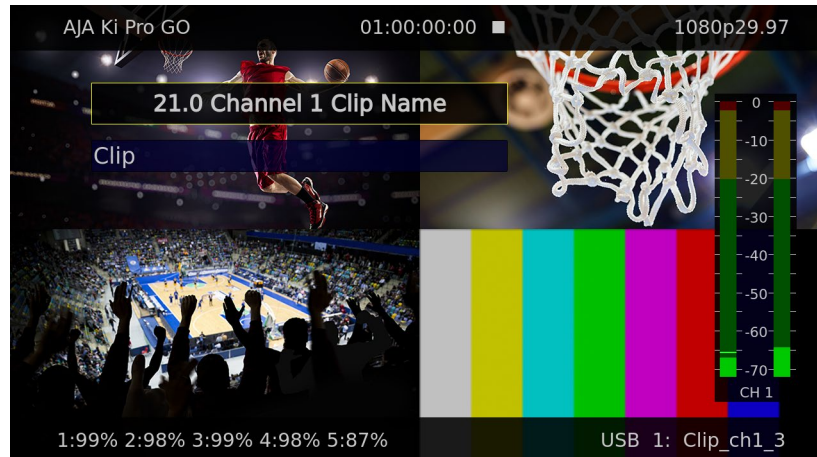 AJA Ki Pro GO 01:00:00:00 1080p29.97
21.0 Channel 1 Clip Name
Clip
0
-10
-20
-30
-40
-50
-60
-70
CH 1
1:99% 2:98% 3:99% 4:98% 5:87% USB 1: Clip_ch1_3